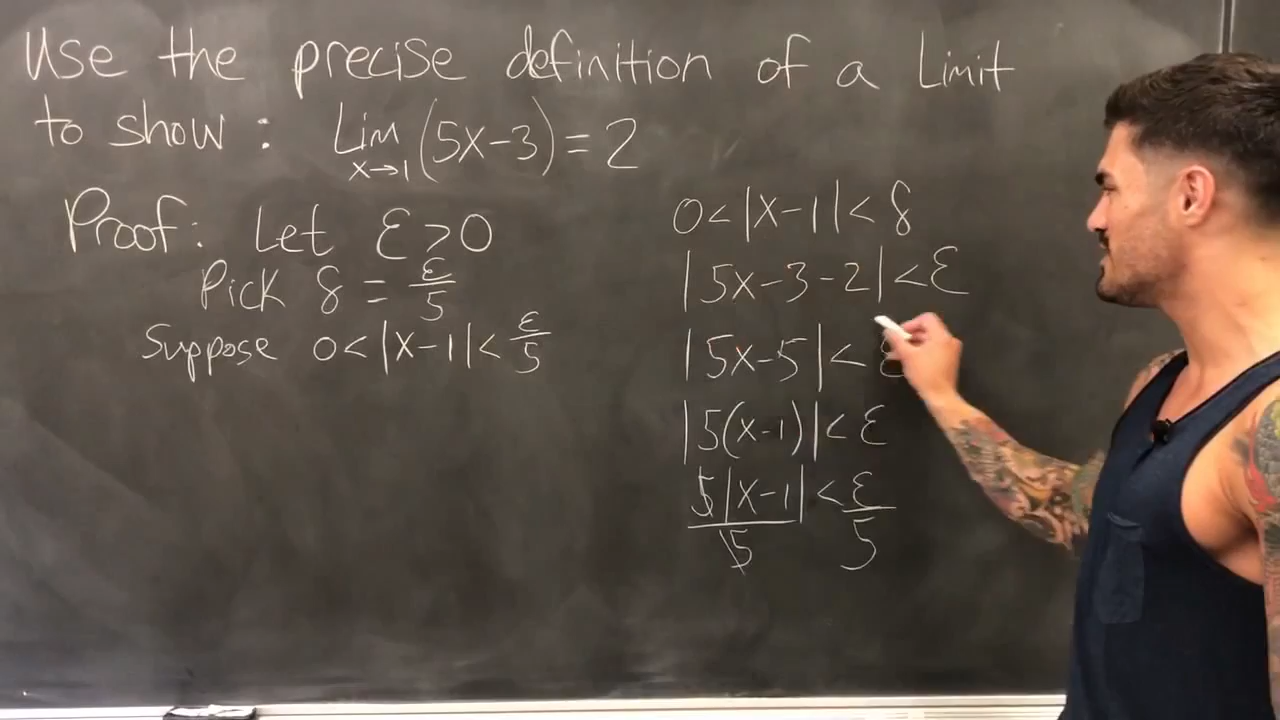 Use the precise definition of a Limit
to show: Lim x→1 (5x-3) = 2
Proof: Let ε > 0
Pick δ = ε/5
Suppose 0 < |x-1| < ε/5
0 < |x-1| < δ
|5x-3-2| < ε
|5x-5| < ε
|5(x-1)| < ε
5|x-1|/5 < ε/5